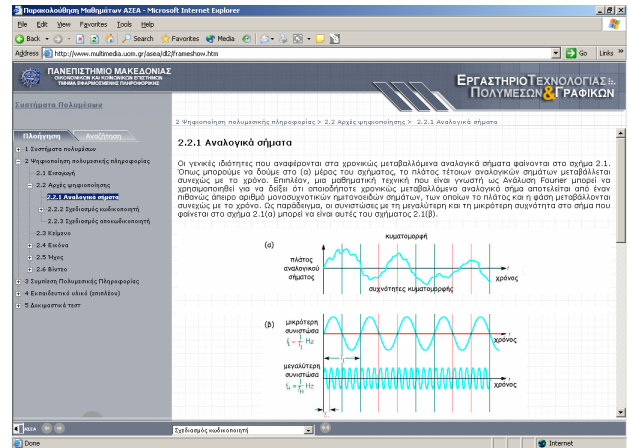 Παρακολούθηση Μαθημάτων ΑΣΕΑ - Microsoft Internet Explorer
File Edit View Favorites Tools Help
Back Search Favorites Media
Address http://www.multimedia.uom.gr/asea/dl2/frameshow.htm Go Links »
ΠΑΝΕΠΙΣΤΗΜΙΟ ΜΑΚΕΔΟΝΙΑΣ
ΟΙΚΟΝΟΜΙΚΩΝ ΚΑΙ ΚΟΙΝΩΝΙΚΩΝ ΕΠΙΣΤΗΜΩΝ
ΤΜΗΜΑ ΕΦΑΡΜΟΣΜΕΝΗΣ ΠΛΗΡΟΦΟΡΙΚΗΣ
ΕΡΓΑΣΤΗΡΙΟ ΤΕΧΝΟΛΟΓΙΑΣ
ΠΟΛΥΜΕΣΩΝ & ΓΡΑΦΙΚΩΝ
Συστήματα Πολυμέσων
Πλοήγηση Αναζήτηση
1 Συστήματα πολυμέσων
2 Ψηφιοποίηση πολυμεσικής πληροφορίας
2.1 Εισαγωγή
2.2 Αρχές ψηφιοποίησης
2.2.1 Αναλογικά σήματα
2.2.2 Σχεδιασμός κωδικοποιητή
2.2.3 Σχεδιασμός αποκωδικοποιητή
2.3 Κείμενο
2.4 Εικόνα
2.5 Ήχος
2.6 Βίντεο
3 Συμπίεση Πολυμεσικής Πληροφορίας
4 Εκπαιδευτικό υλικό (επιπλέον)
5 Δοκιμαστικό τεστ
2 Ψηφιοποίηση πολυμεσικής πληροφορίας > 2.2 Αρχές ψηφιοποίησης > 2.2.1 Αναλογικά σήματα
2.2.1 Αναλογικά σήματα
Οι γενικές ιδιότητες που αναφέρονται στα χρονικώς μεταβαλλόμενα αναλογικά σήματα φαίνονται στο σχήμα 2.1.
Όπως μπορούμε να δούμε στο (α) μέρος του σχήματος, το πλάτος τέτοιων αναλογικών σημάτων μεταβάλλεται
συνεχώς με το χρόνο. Επιπλέον, μια μαθηματική τεχνική που είναι γνωστή ως Ανάλυση Fourier μπορεί να
χρησιμοποιηθεί για να δείξει ότι οποιοδήποτε χρονικώς μεταβαλλόμενο αναλογικό σήμα αποτελείται από έναν
πιθανώς άπειρο αριθμό μονοσυχνοτικών ημιτονοειδών σημάτων, των οποίων το πλάτος και η φάση μεταβάλλονται
συνεχώς με το χρόνο. Ως παράδειγμα, οι συνιστώσες με τη μεγαλύτερη και τη μικρότερη συχνότητα στο σήμα που
φαίνεται στο σχήμα 2.1(α) μπορεί να είναι αυτές του σχήματος 2.1(β).
κυματομορφή
(α)
πλάτος
αναλογικού
σήματος
t
χρόνος
συχνότητες κυματομορφής
(β)
μικρότερη
συνιστώσα
Hz
χρόνος
μεγαλύτερη
συνιστώσα
Hz
χρόνος
ΑΣΕΑ
Σχεδιασμός κωδικοποιητή
Done Internet